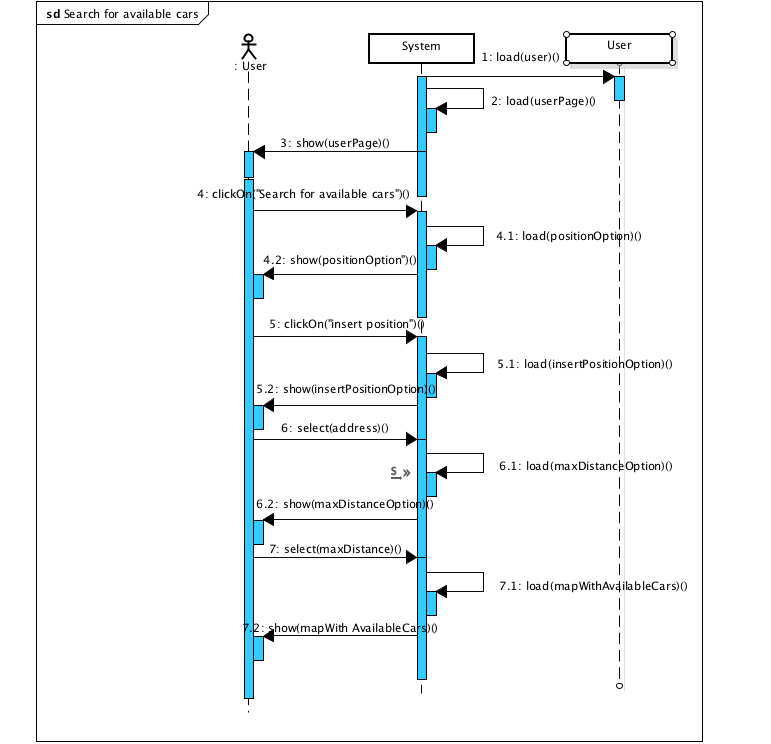 sd Search for available cars
: User
System
User
1: load(user)()
2: load(userPage)()
3: show(userPage)()
4: clickOn("Search for available cars")()
4.1: load(positionOption)()
4.2: show(positionOption")()
5: clickOn("insert position")()
5.1: load(insertPositionOption)()
5.2: show(insertPositionOption)()
6: select(address)()
6.1: load(maxDistanceOption)()
S »
6.2: show(maxDistanceOption)()
7: select(maxDistance)()
7.1: load(mapWithAvailableCars)()
7.2: show(mapWith AvailableCars)()